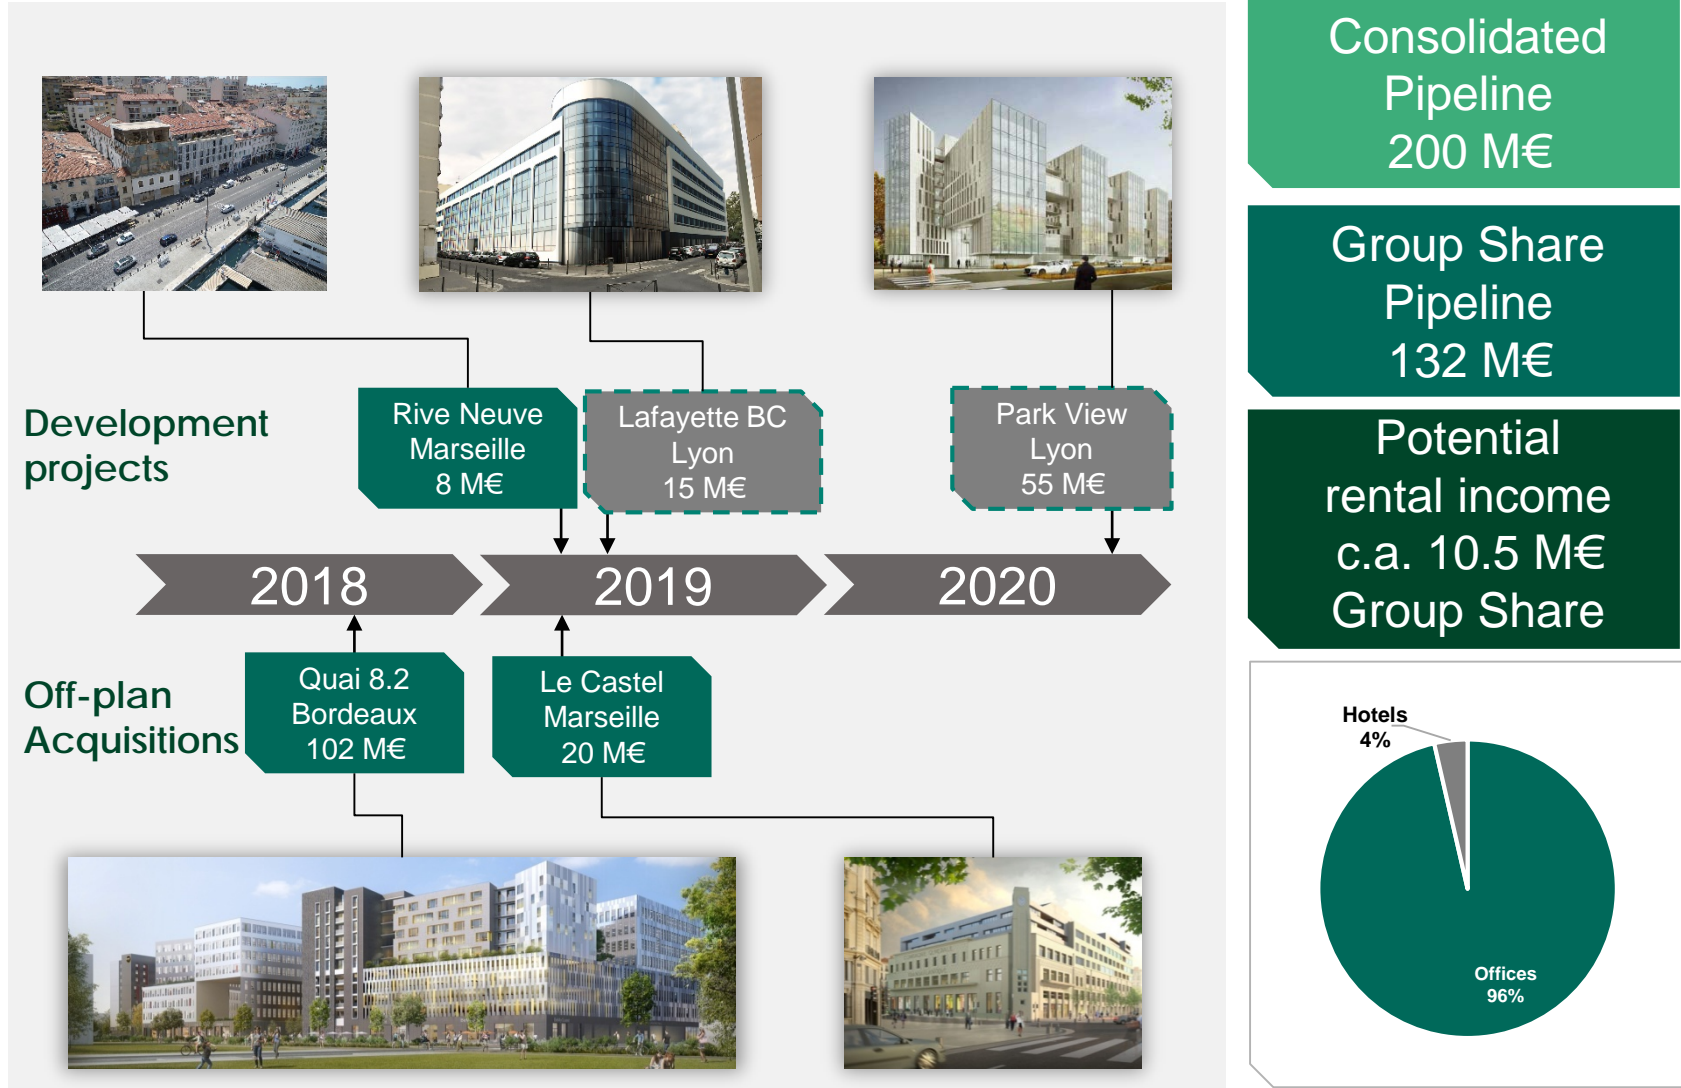 Consolidated
Pipeline
200 M€
Group Share
Pipeline
132 M€
Potential
rental income
c.a. 10.5 M€
Group Share
Development
projects
Rive Neuve
Marseille
8 M€
Lafayette BC
Lyon
15 M€
Park View
Lyon
55 M€
2018
2019
2020
Off-plan
Acquisitions
Quai 8.2
Bordeaux
102 M€
Le Castel
Marseille
20 M€
Hotels
4%
Offices
96%